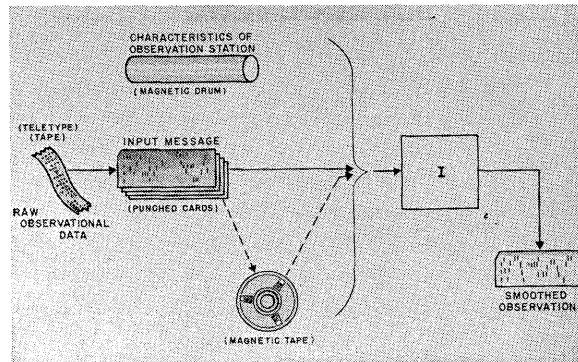 CHARACTERISTICS OF
OBSERVATION STATION
(MAGNETIC DRUM)
(TELETYPE)
(TAPE)
INPUT MESSAGE
(PUNCHED CARDS)
RAW
OBSERVATIONAL
DATA
I
(MAGNETIC TAPE)
SMOOTHED
OBSERVATION